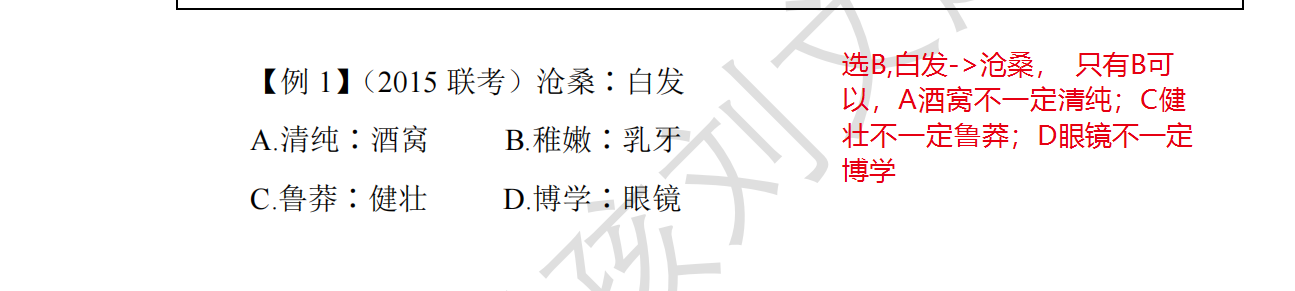 【例 1】（2015 联考）沧桑∶白发
A.清纯∶酒窝 B.稚嫩∶乳牙
C.鲁莽∶健壮 D.博学∶眼镜
选B,白发->沧桑， 只有B可
以，A酒窝不一定清纯；C健
壮不一定鲁莽；D眼镜不一定
博学
孩刘文